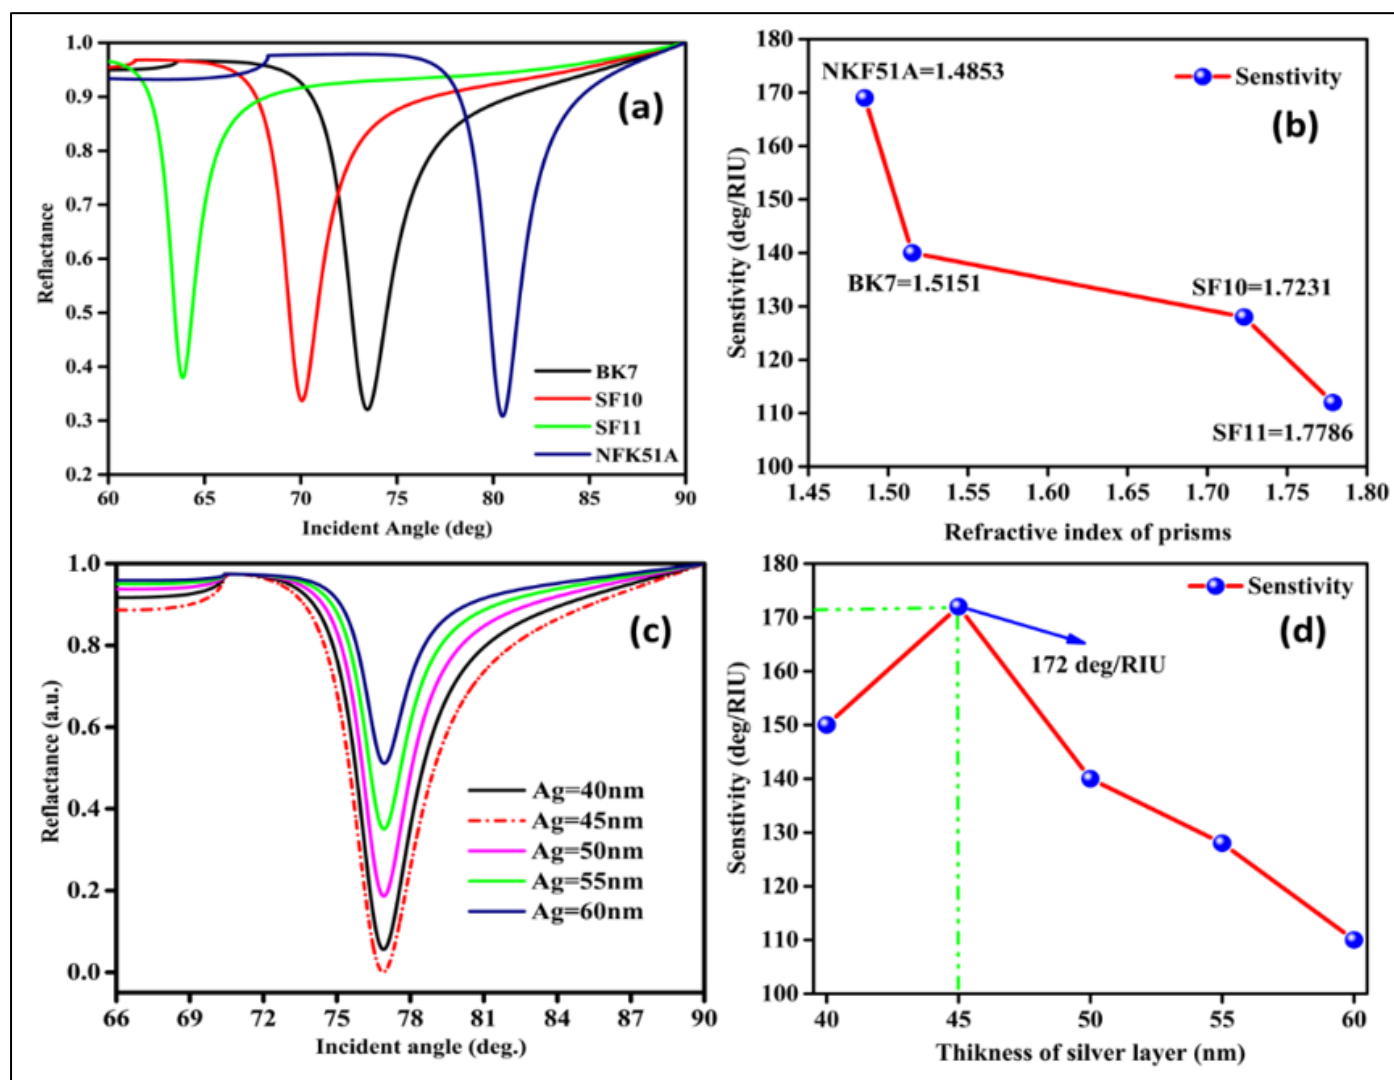 1.0
0.9
0.8
0.7
0.6
0.5
0.4
0.3
0.2
Reflactance
(a)
BK7
SF10
SF11
NFK51A
60 65 70 75 80 85 90
Incident Angle (deg)
180
170
160
150
140
130
120
110
100
Senstivity (deg/RIU)
NKF51A=1.4853
Senstivity
(b)
BK7=1.5151
SF10=1.7231
SF11=1.7786
1.45 1.50 1.55 1.60 1.65 1.70 1.75 1.80
Refractive index of prisms
1.0
0.8
0.6
0.4
0.2
0.0
Reflactance (a.u.)
(c)
Ag=40nm
Ag=45nm
Ag=50nm
Ag=55nm
Ag=60nm
66 69 72 75 78 81 84 87 90
Incident angle (deg.)
180
170
160
150
140
130
120
110
100
Senstivity (deg/RIU)
Senstivity
(d)
172 deg/RIU
40 45 50 55 60
Thikness of silver layer (nm)